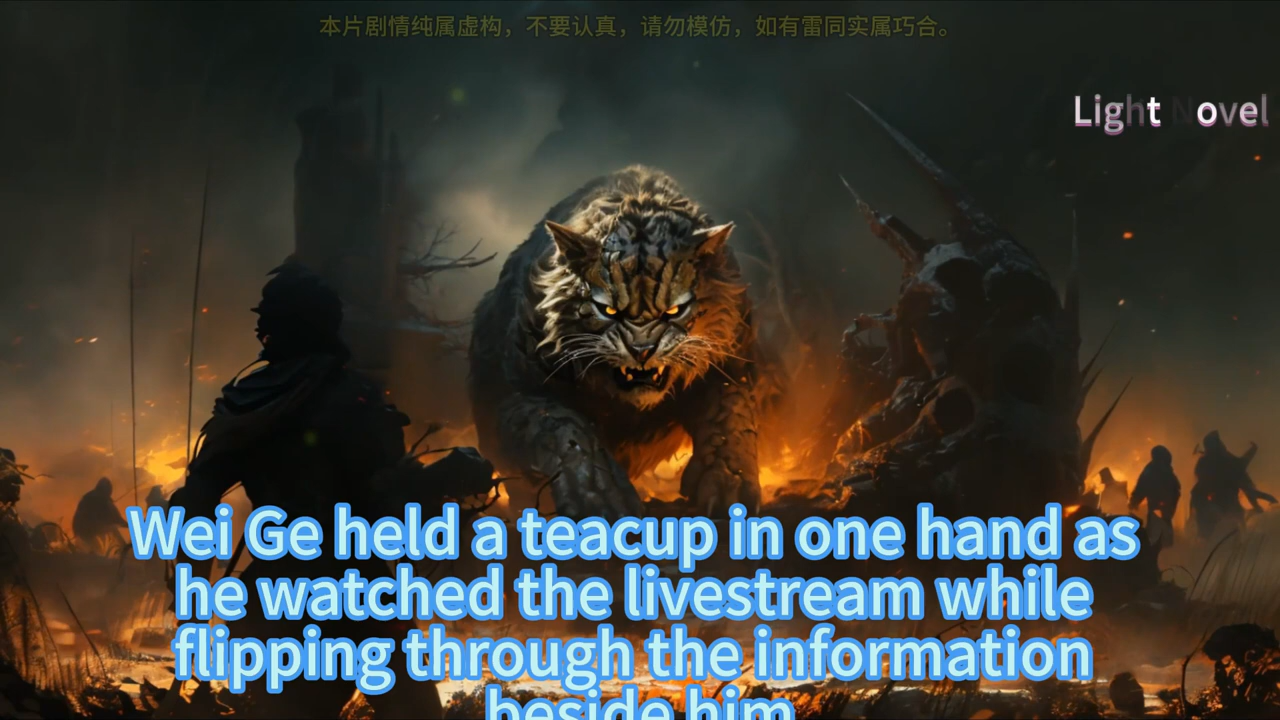 本片剧情纯属虚构，不要认真，请勿模仿，如有雷同实属巧合。
Light Novel
Wei Ge held a teacup in one hand as
he watched the livestream while
flipping through the information
beside him